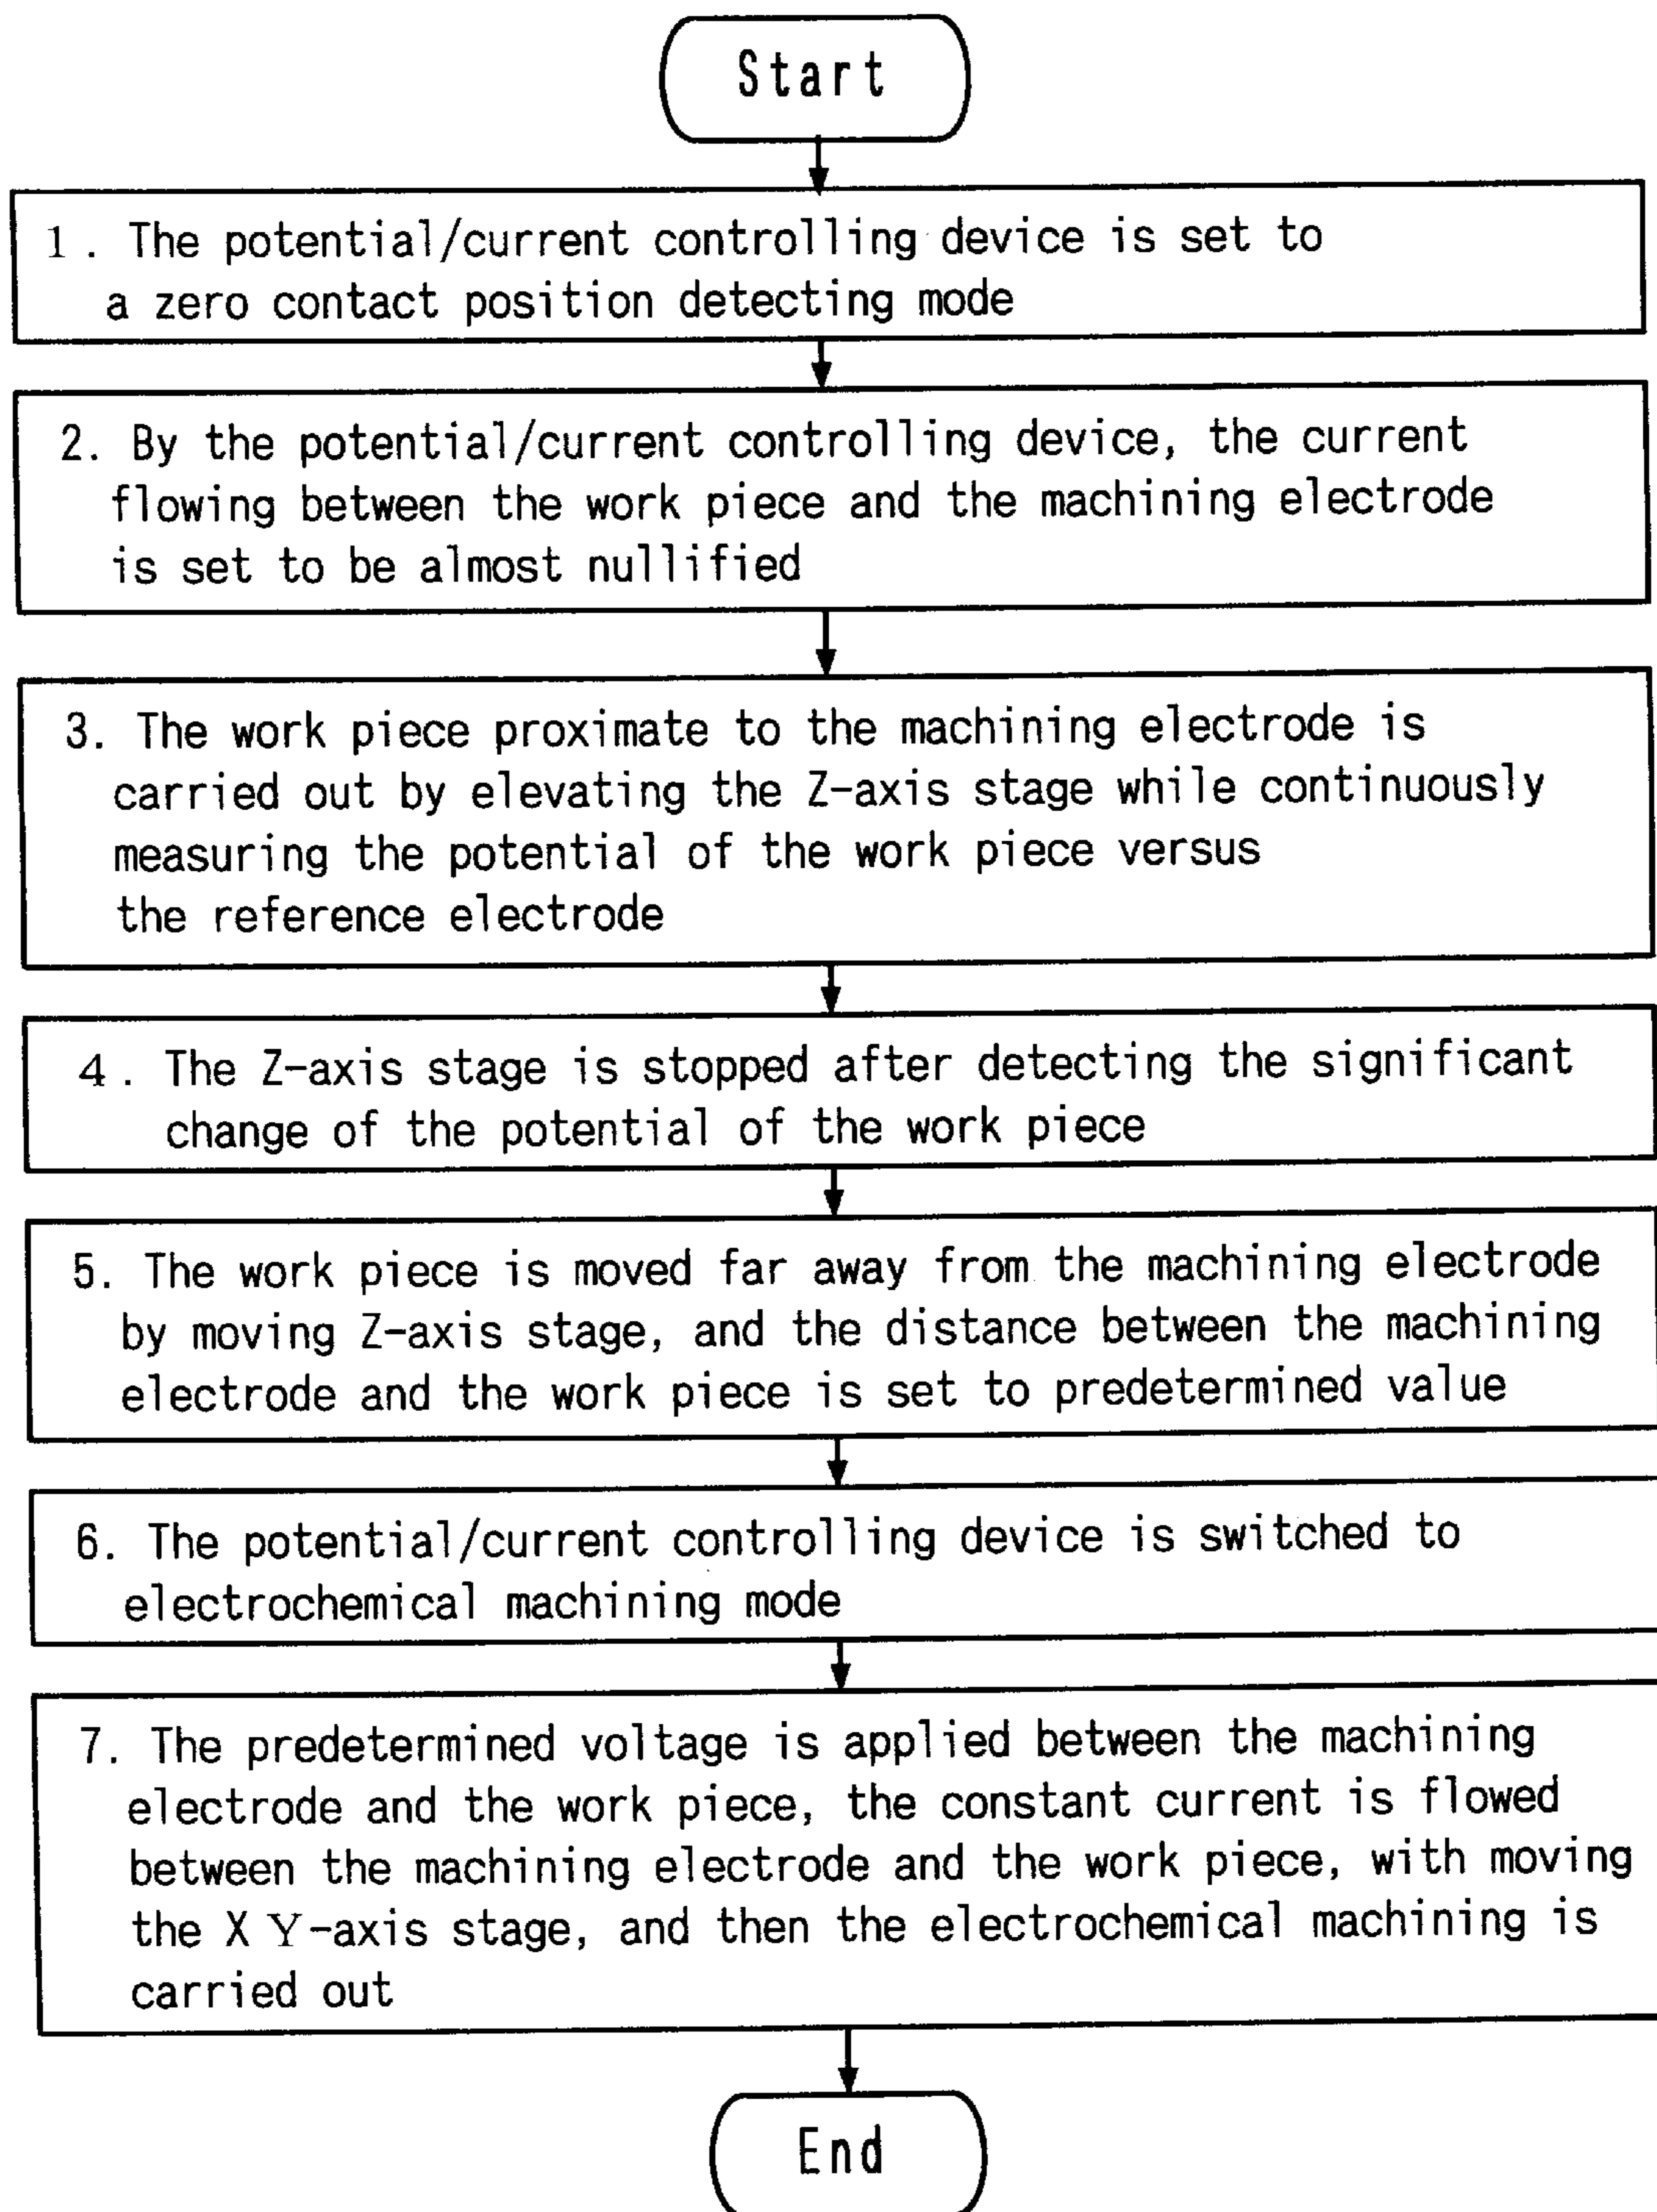 Start
1. The potential/current controlling device is set to
a zero contact position detecting mode
2. By the potential/current controlling device, the current
flowing between the work piece and the machining electrode
is set to be almost nullified
3. The work piece proximate to the machining electrode is
carried out by elevating the Z-axis stage while continuously
measuring the potential of the work piece versus
the reference electrode
4. The Z-axis stage is stopped after detecting the significant
change of the potential of the work piece
5. The work piece is moved far away from the machining electrode
by moving Z-axis stage, and the distance between the machining
electrode and the work piece is set to predetermined value
6. The potential/current controlling device is switched to
electrochemical machining mode
7. The predetermined voltage is applied between the machining
electrode and the work piece, the constant current is flowed
between the machining electrode and the work piece, with moving
the X Y-axis stage, and then the electrochemical machining is
carried out
End